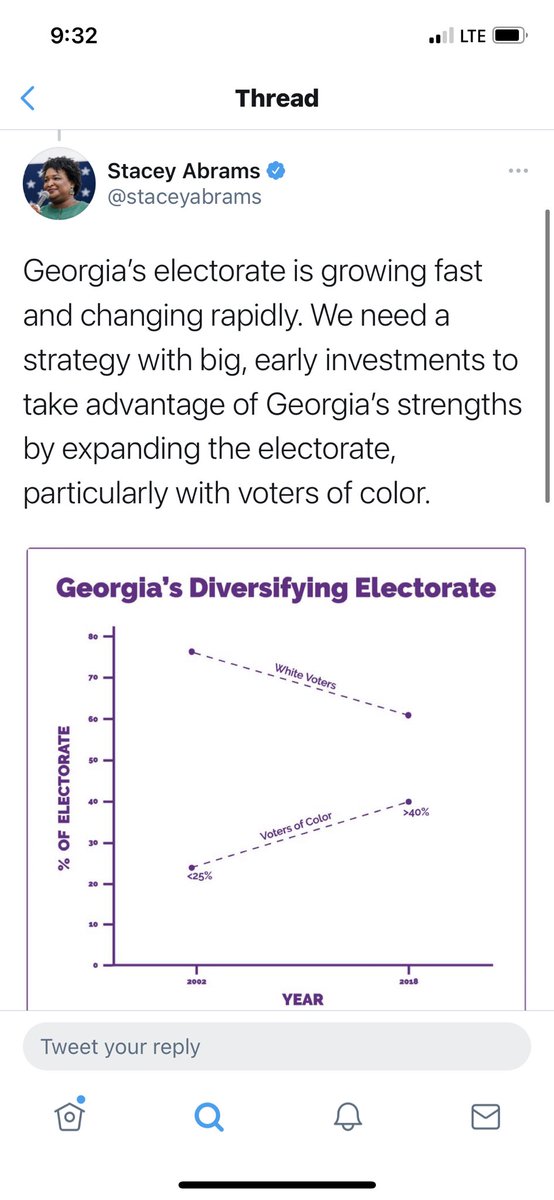 9:32
LTE
Thread
Stacey Abrams
@staceyabrams
Georgia’s electorate is growing fast
and changing rapidly. We need a
strategy with big, early investments to
take advantage of Georgia’s strengths
by expanding the electorate,
particularly with voters of color.
Georgia’s Diversifying Electorate
80
70
60
50
40
30
20
10
0
% OF ELECTORATE
White Voters
Voters of Color
>40%
<25%
2002
2018
YEAR
Tweet your reply